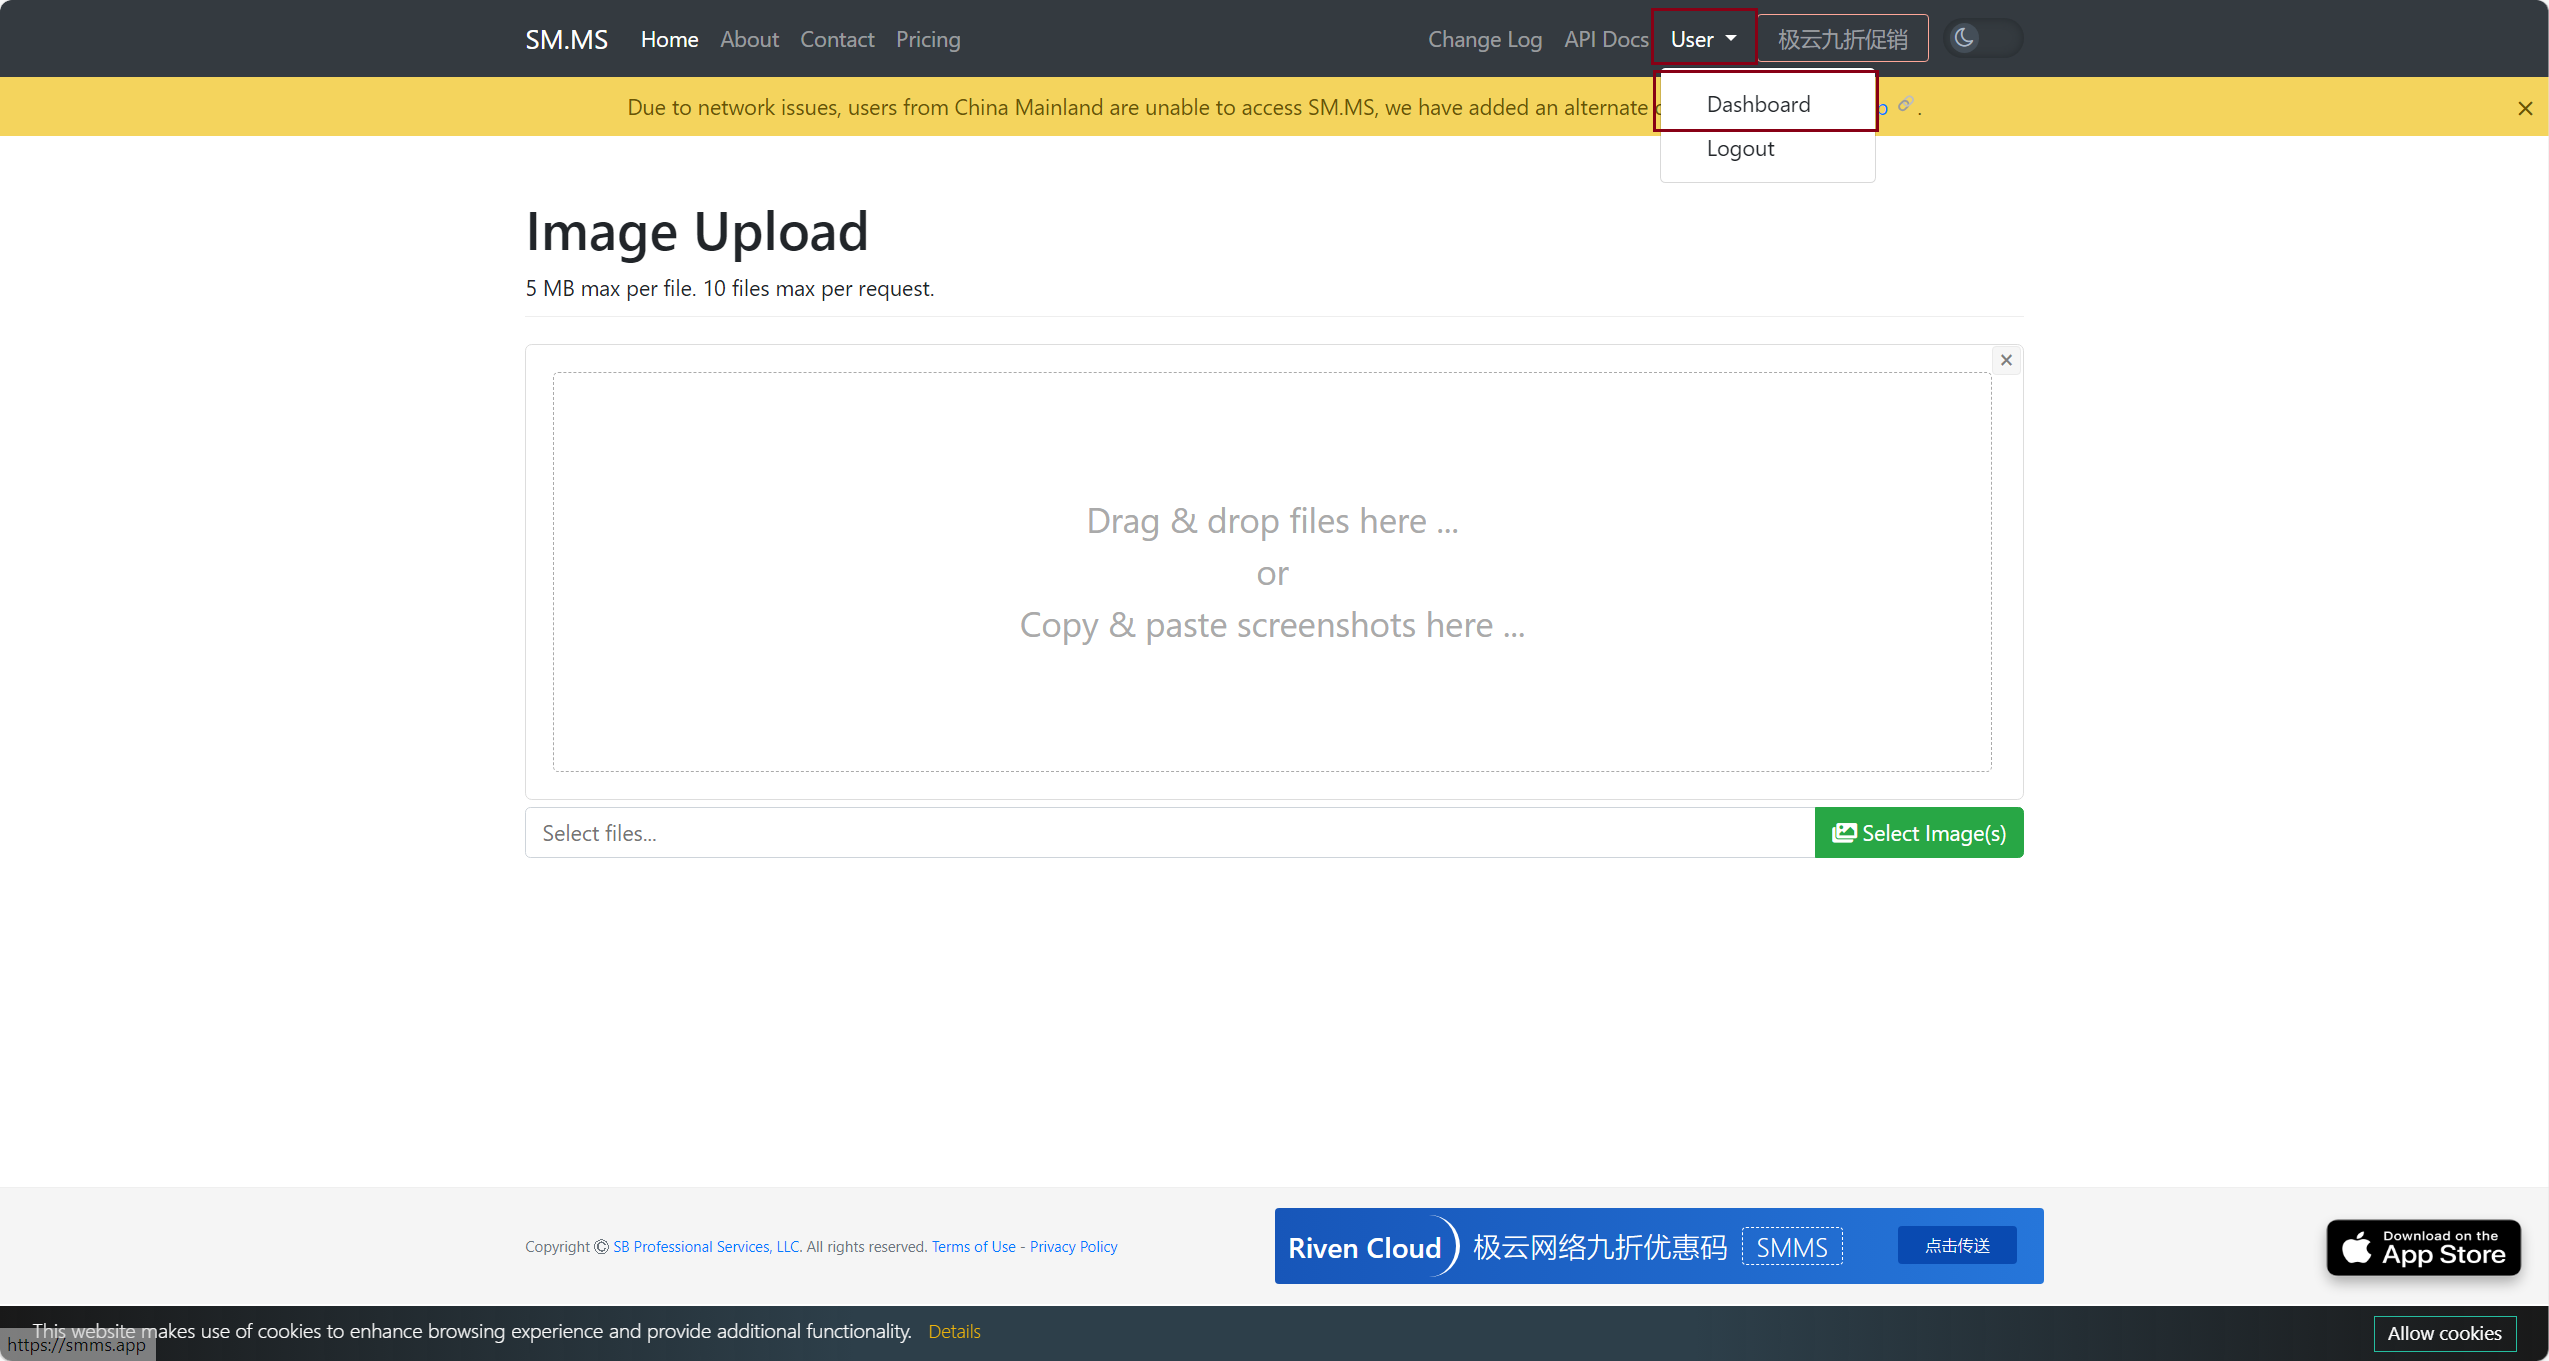 SM.MS Home About Contact Pricing Change Log API Docs User 极云九折促销
Due to network issues, users from China Mainland are unable to access SM.MS, we have added an alternate
Dashboard
Logout
Image Upload
5 MB max per file. 10 files max per request.
Drag & drop files here ...
or
Copy & paste screenshots here ...
Select files...
Select Image(s)
Copyright © SB Professional Services, LLC. All rights reserved. Terms of Use - Privacy Policy
Riven Cloud 极云网络九折优惠码 SMMS 点击传送
Download on the
App Store
This website makes use of cookies to enhance browsing experience and provide additional functionality. Details
Allow cookies
https://smms.app